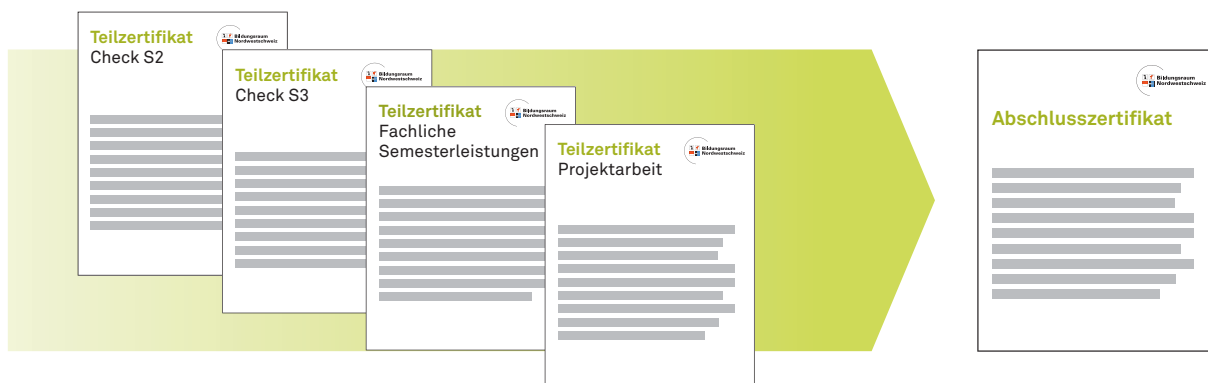 Teilzertifikat
Check S2
Bildungsraum
Nordwestschweiz
Teilzertifikat
Check S3
Bildungsraum
Nordwestschweiz
Teilzertifikat
Fachliche
Semesterleistungen
Bildungsraum
Nordwestschweiz
Teilzertifikat
Projektarbeit
Bildungsraum
Nordwestschweiz
Bildungsraum
Nordwestschweiz
Abschlusszertifikat